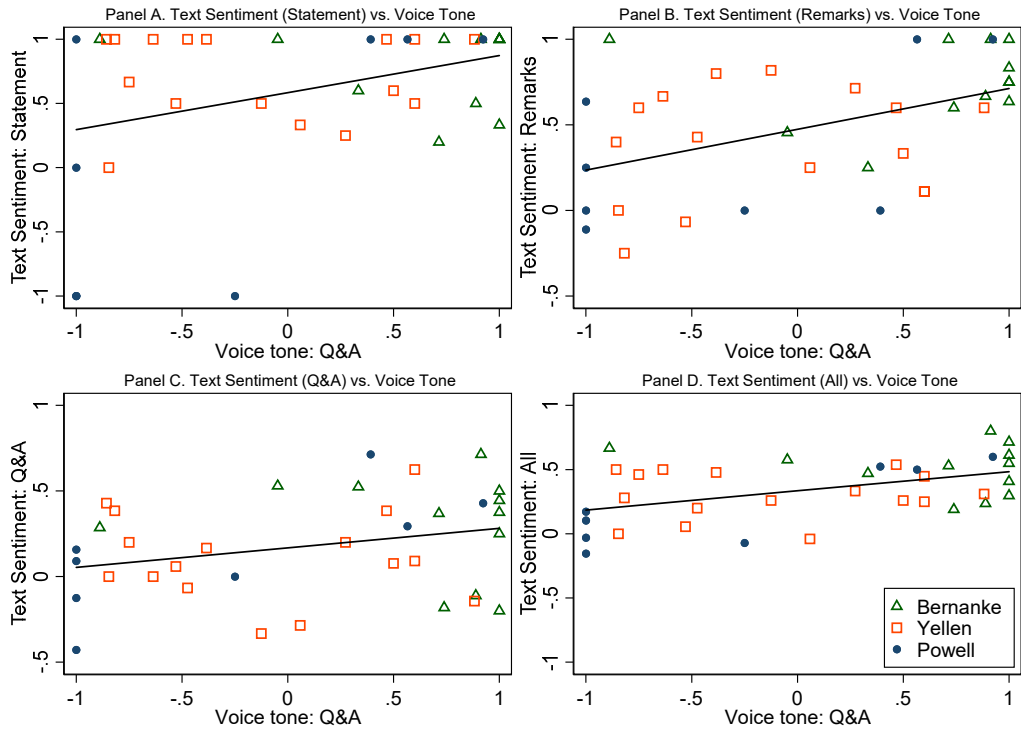 Panel A. Text Sentiment (Statement) vs. Voice Tone
Text Sentiment: Statement
1
.5
0
-.5
-1
-1
-.5
0
.5
1
Voice tone: Q&A
Panel B. Text Sentiment (Remarks) vs. Voice Tone
Text Sentiment: Remarks
1
.5
0
-.5
-1
-.5
0
.5
1
Voice tone: Q&A
Panel C. Text Sentiment (Q&A) vs. Voice Tone
Text Sentiment: Q&A
1
.5
0
-.5
-1
-.5
0
.5
1
Voice tone: Q&A
Panel D. Text Sentiment (All) vs. Voice Tone
Text Sentiment: All
1
.5
0
-.5
-1
Bernanke
Yellen
Powell
-1
-.5
0
.5
1
Voice tone: Q&A